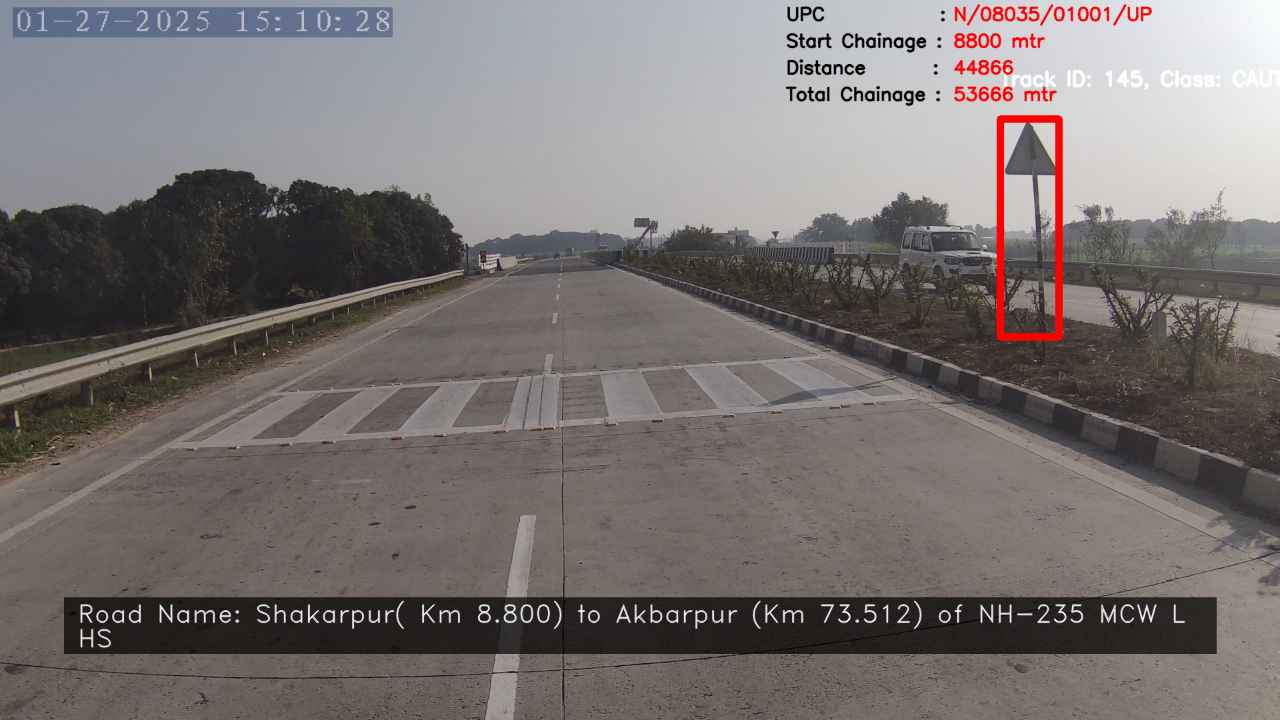 01-27-2025 15:10:28
UPC : N/08035/01001/UP
Start Chainage : 8800 mtr
Distance : 44866
Track ID: 145, Class: CAUT
Total Chainage : 53666 mtr
Road Name: Shakarpur( Km 8.800) to Akbarpur (Km 73.512) of NH-235 MCW L
HS